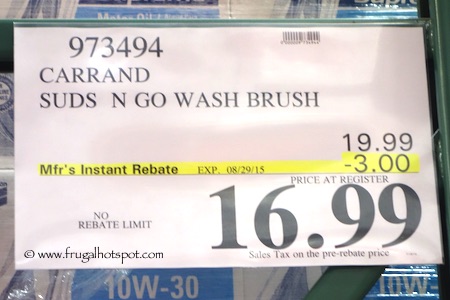 973494
CARRAND
SUDS N GO WASH BRUSH
19.99
Mfr's Instant Rebate EXP. 08/29/15 -3.00
PRICE AT REGISTER
16.99
NO
REBATE LIMIT
Sales Tax on the pre-rebate price
© www.frugalhotspot.com
10W-30